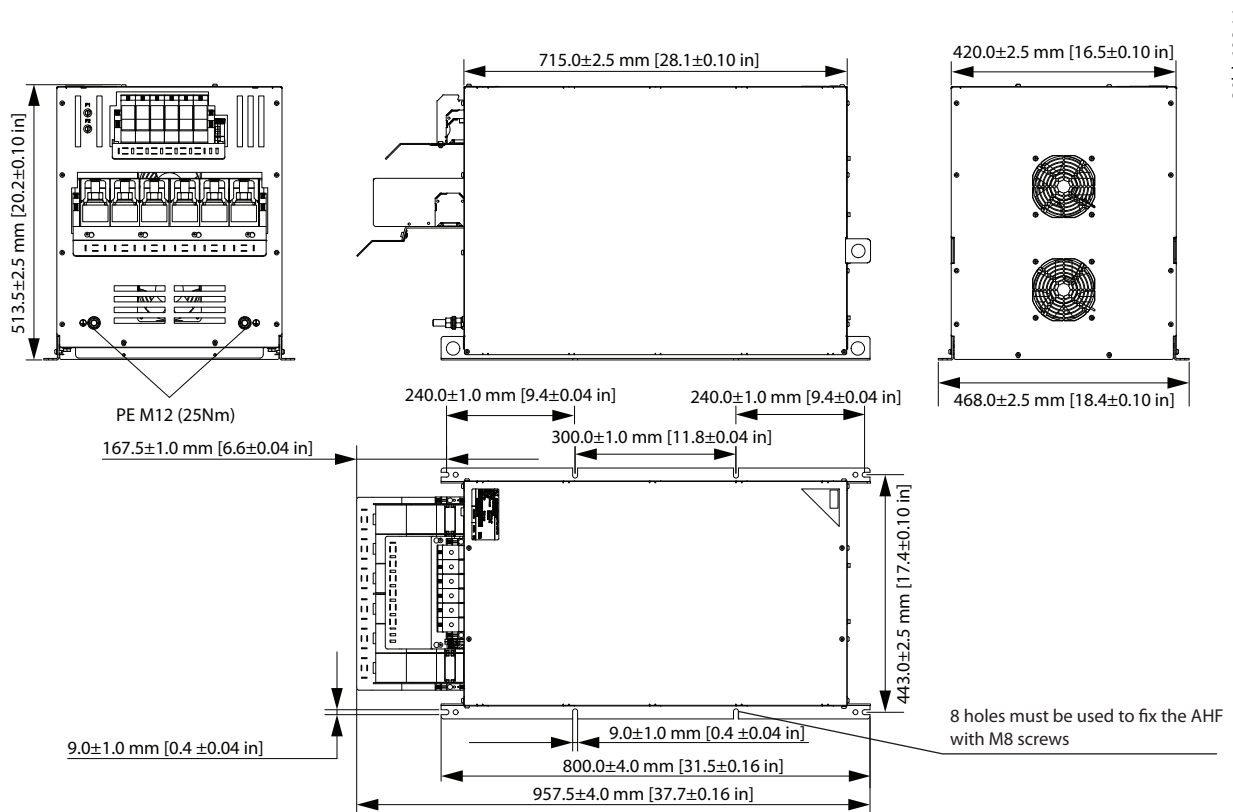 715.0±2.5 mm [28.1±0.10 in]
420.0±2.5 mm [16.5±0.10 in]
513.5±2.5 mm [20.2±0.10 in]
PE M12 (25Nm)
468.0±2.5 mm [18.4±0.10 in]
240.0±1.0 mm [9.4±0.04 in]
240.0±1.0 mm [9.4±0.04 in]
167.5±1.0 mm [6.6±0.04 in]
300.0±1.0 mm [11.8±0.04 in]
443.0±2.5 mm [17.4±0.10 in]
9.0±1.0 mm [0.4 ±0.04 in]
9.0±1.0 mm [0.4 ±0.04 in]
8 holes must be used to fix the AHF
with M8 screws
800.0±4.0 mm [31.5±0.16 in]
957.5±4.0 mm [37.7±0.16 in]